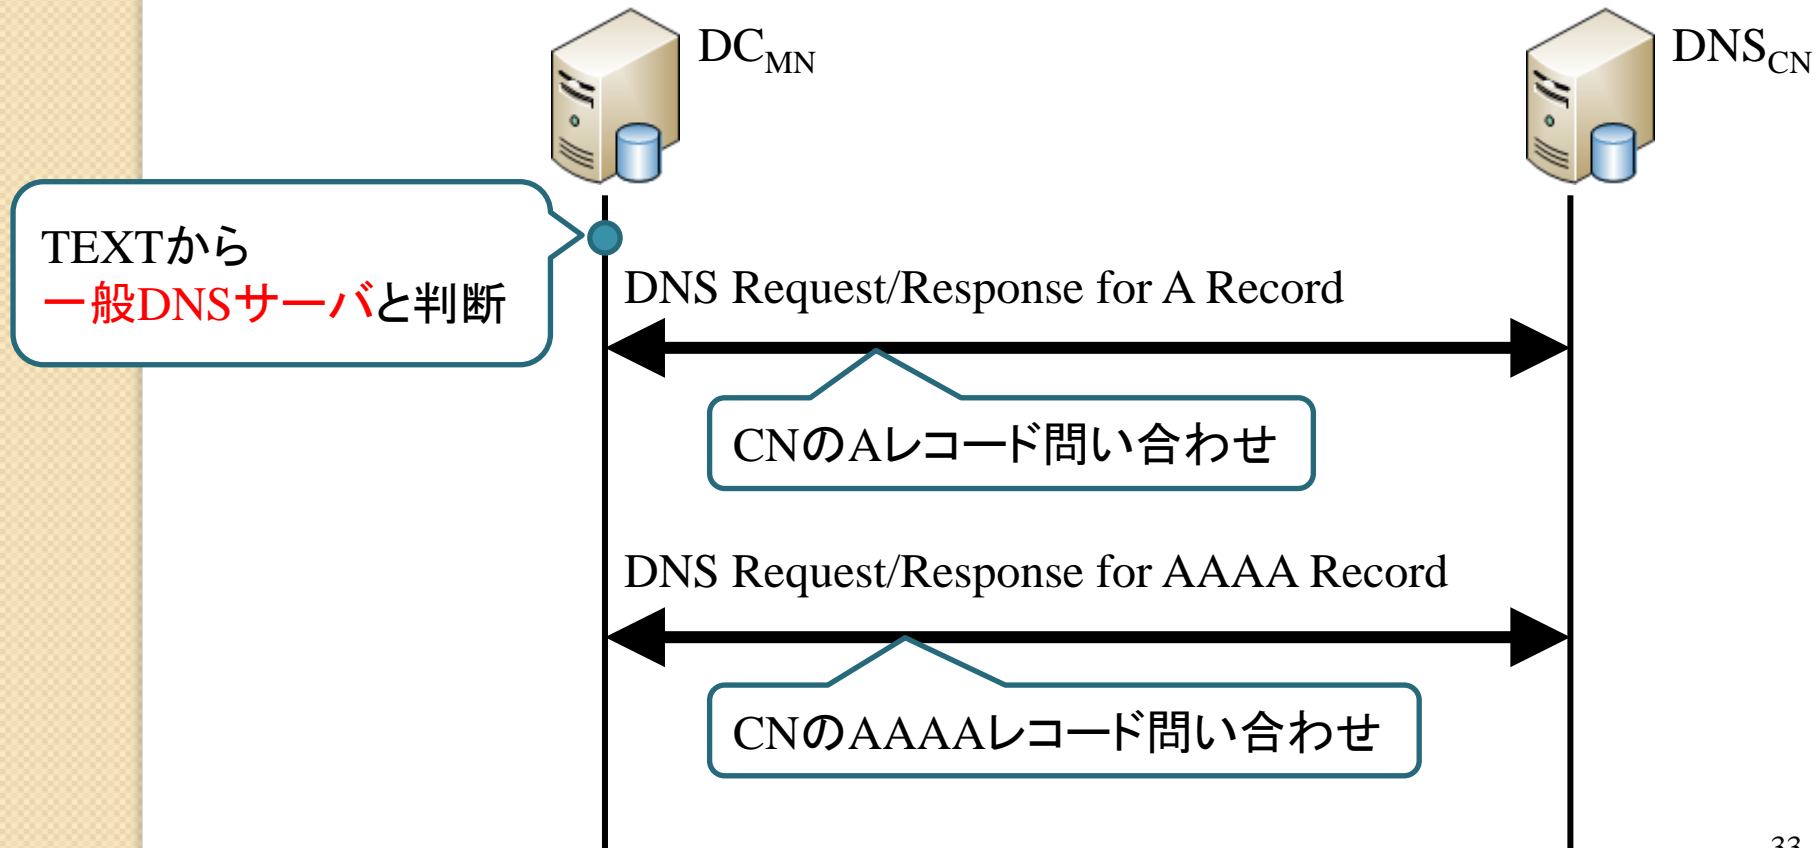 DCMN
DNSCN
TEXTから
一般DNSサーバと判断
DNS Request/Response for A Record
CNのAレコード問い合わせ
DNS Request/Response for AAAA Record
CNのAAAAレコード問い合わせ
33